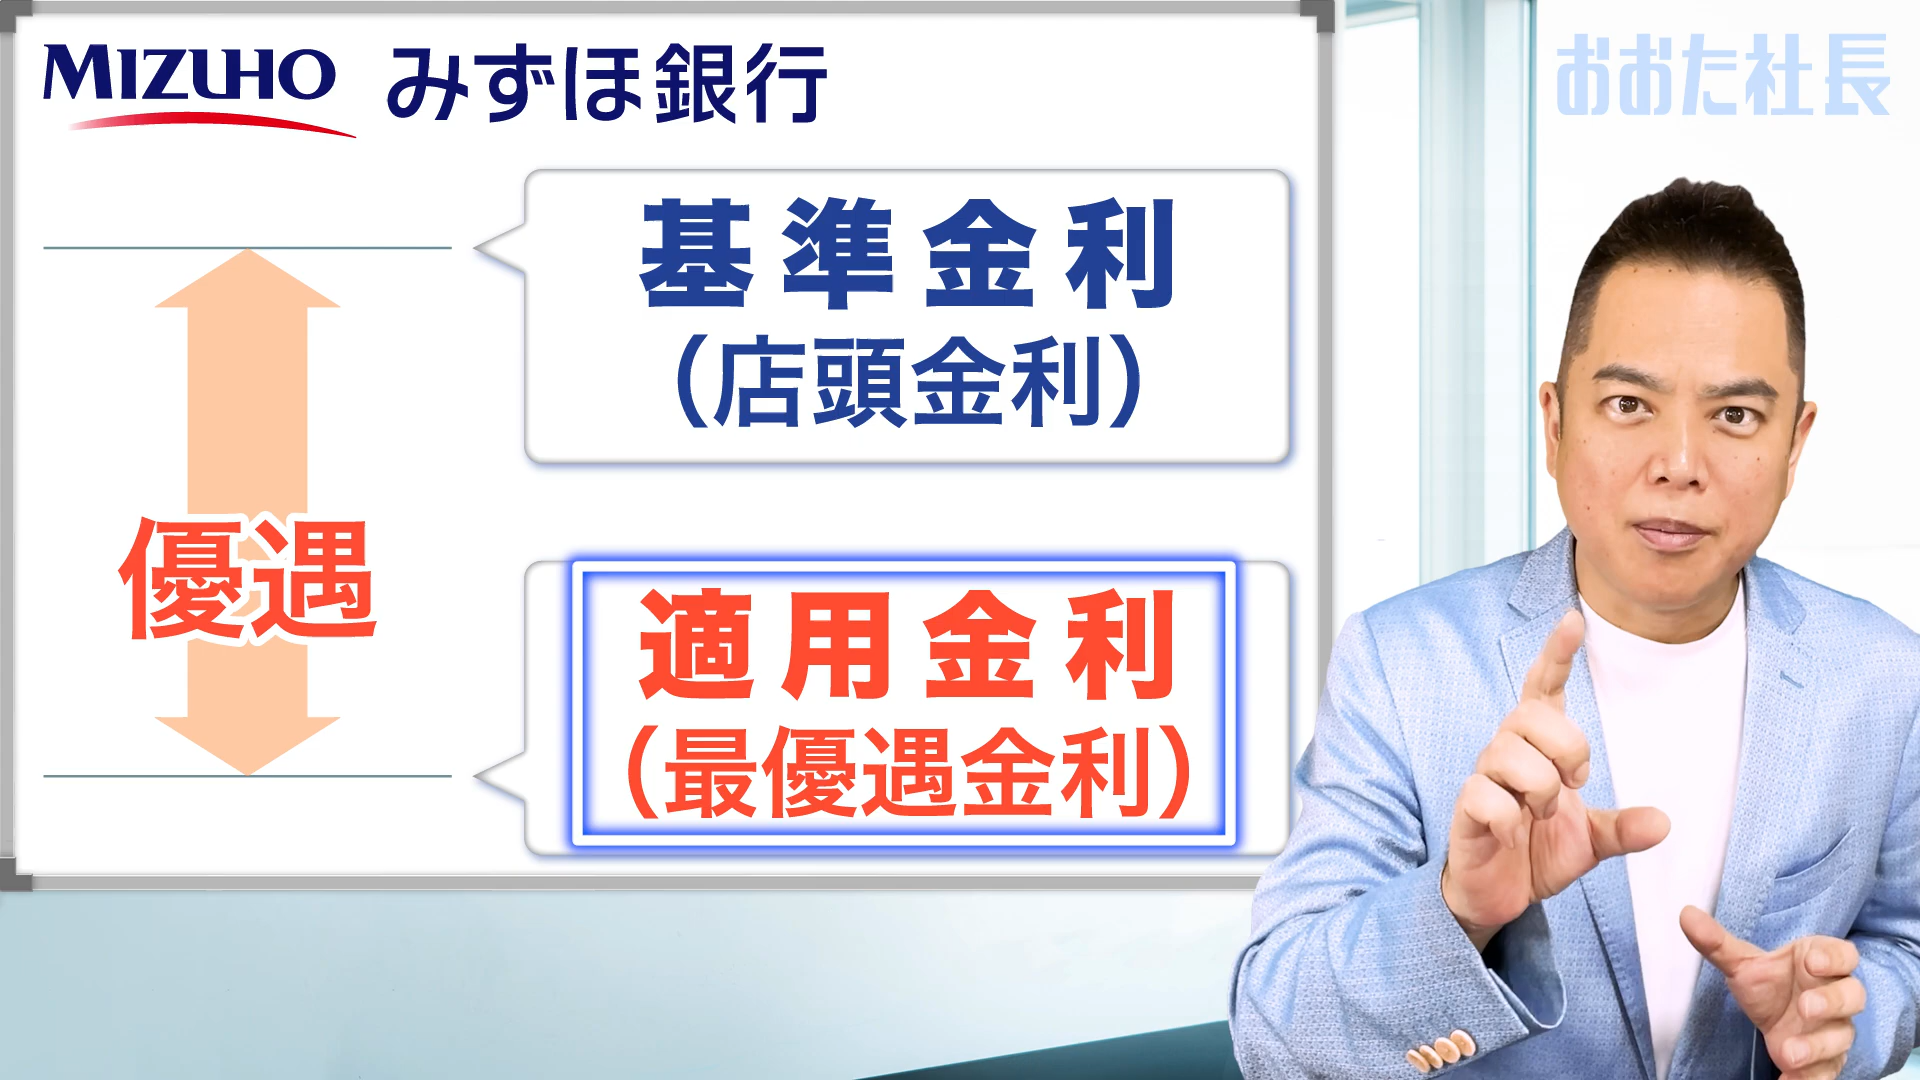 MIZUHO みずほ銀行
おおた社長
基準金利
（店頭金利）
優遇
適用金利
（最優遇金利）